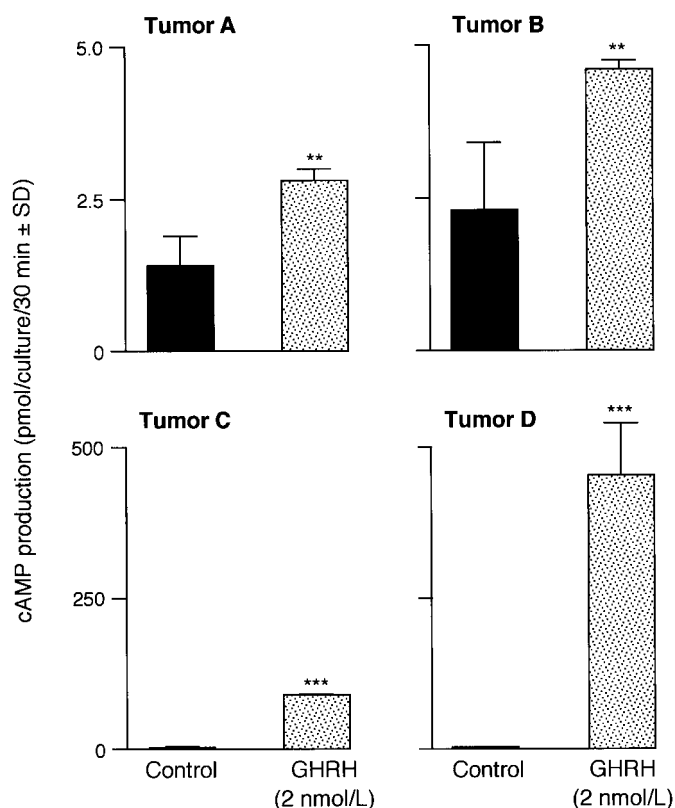 Tumor A
Tumor B
5.0
**
**
2.5
0
cAMP production (pmol/culture/30 min ± SD)
Tumor C
Tumor D
500
***
250
***
0
Control
GHRH
(2 nmol/L)
Control
GHRH
(2 nmol/L)